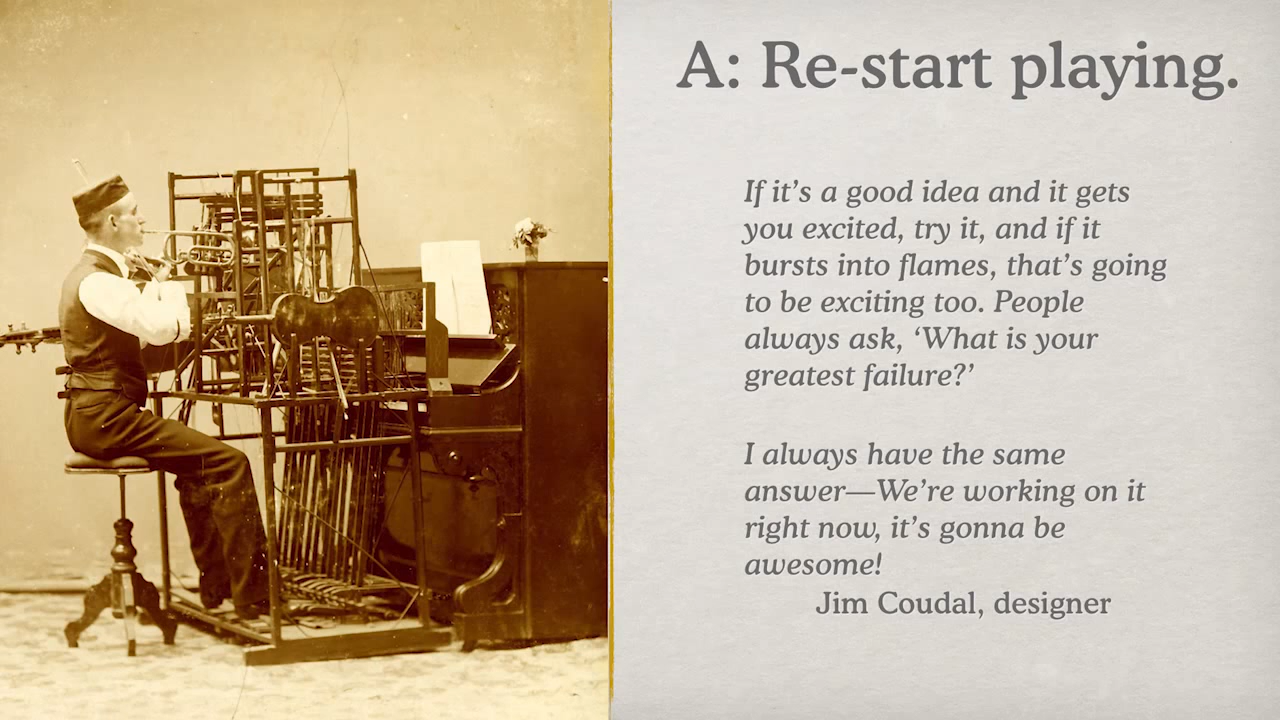 A: Re-start playing.
If it’s a good idea and it gets
you excited, try it, and if it
bursts into flames, that’s going
to be exciting too. People
always ask, ‘What is your
greatest failure?’
I always have the same
answer—We’re working on it
right now, it’s gonna be
awesome!
Jim Coudal, designer